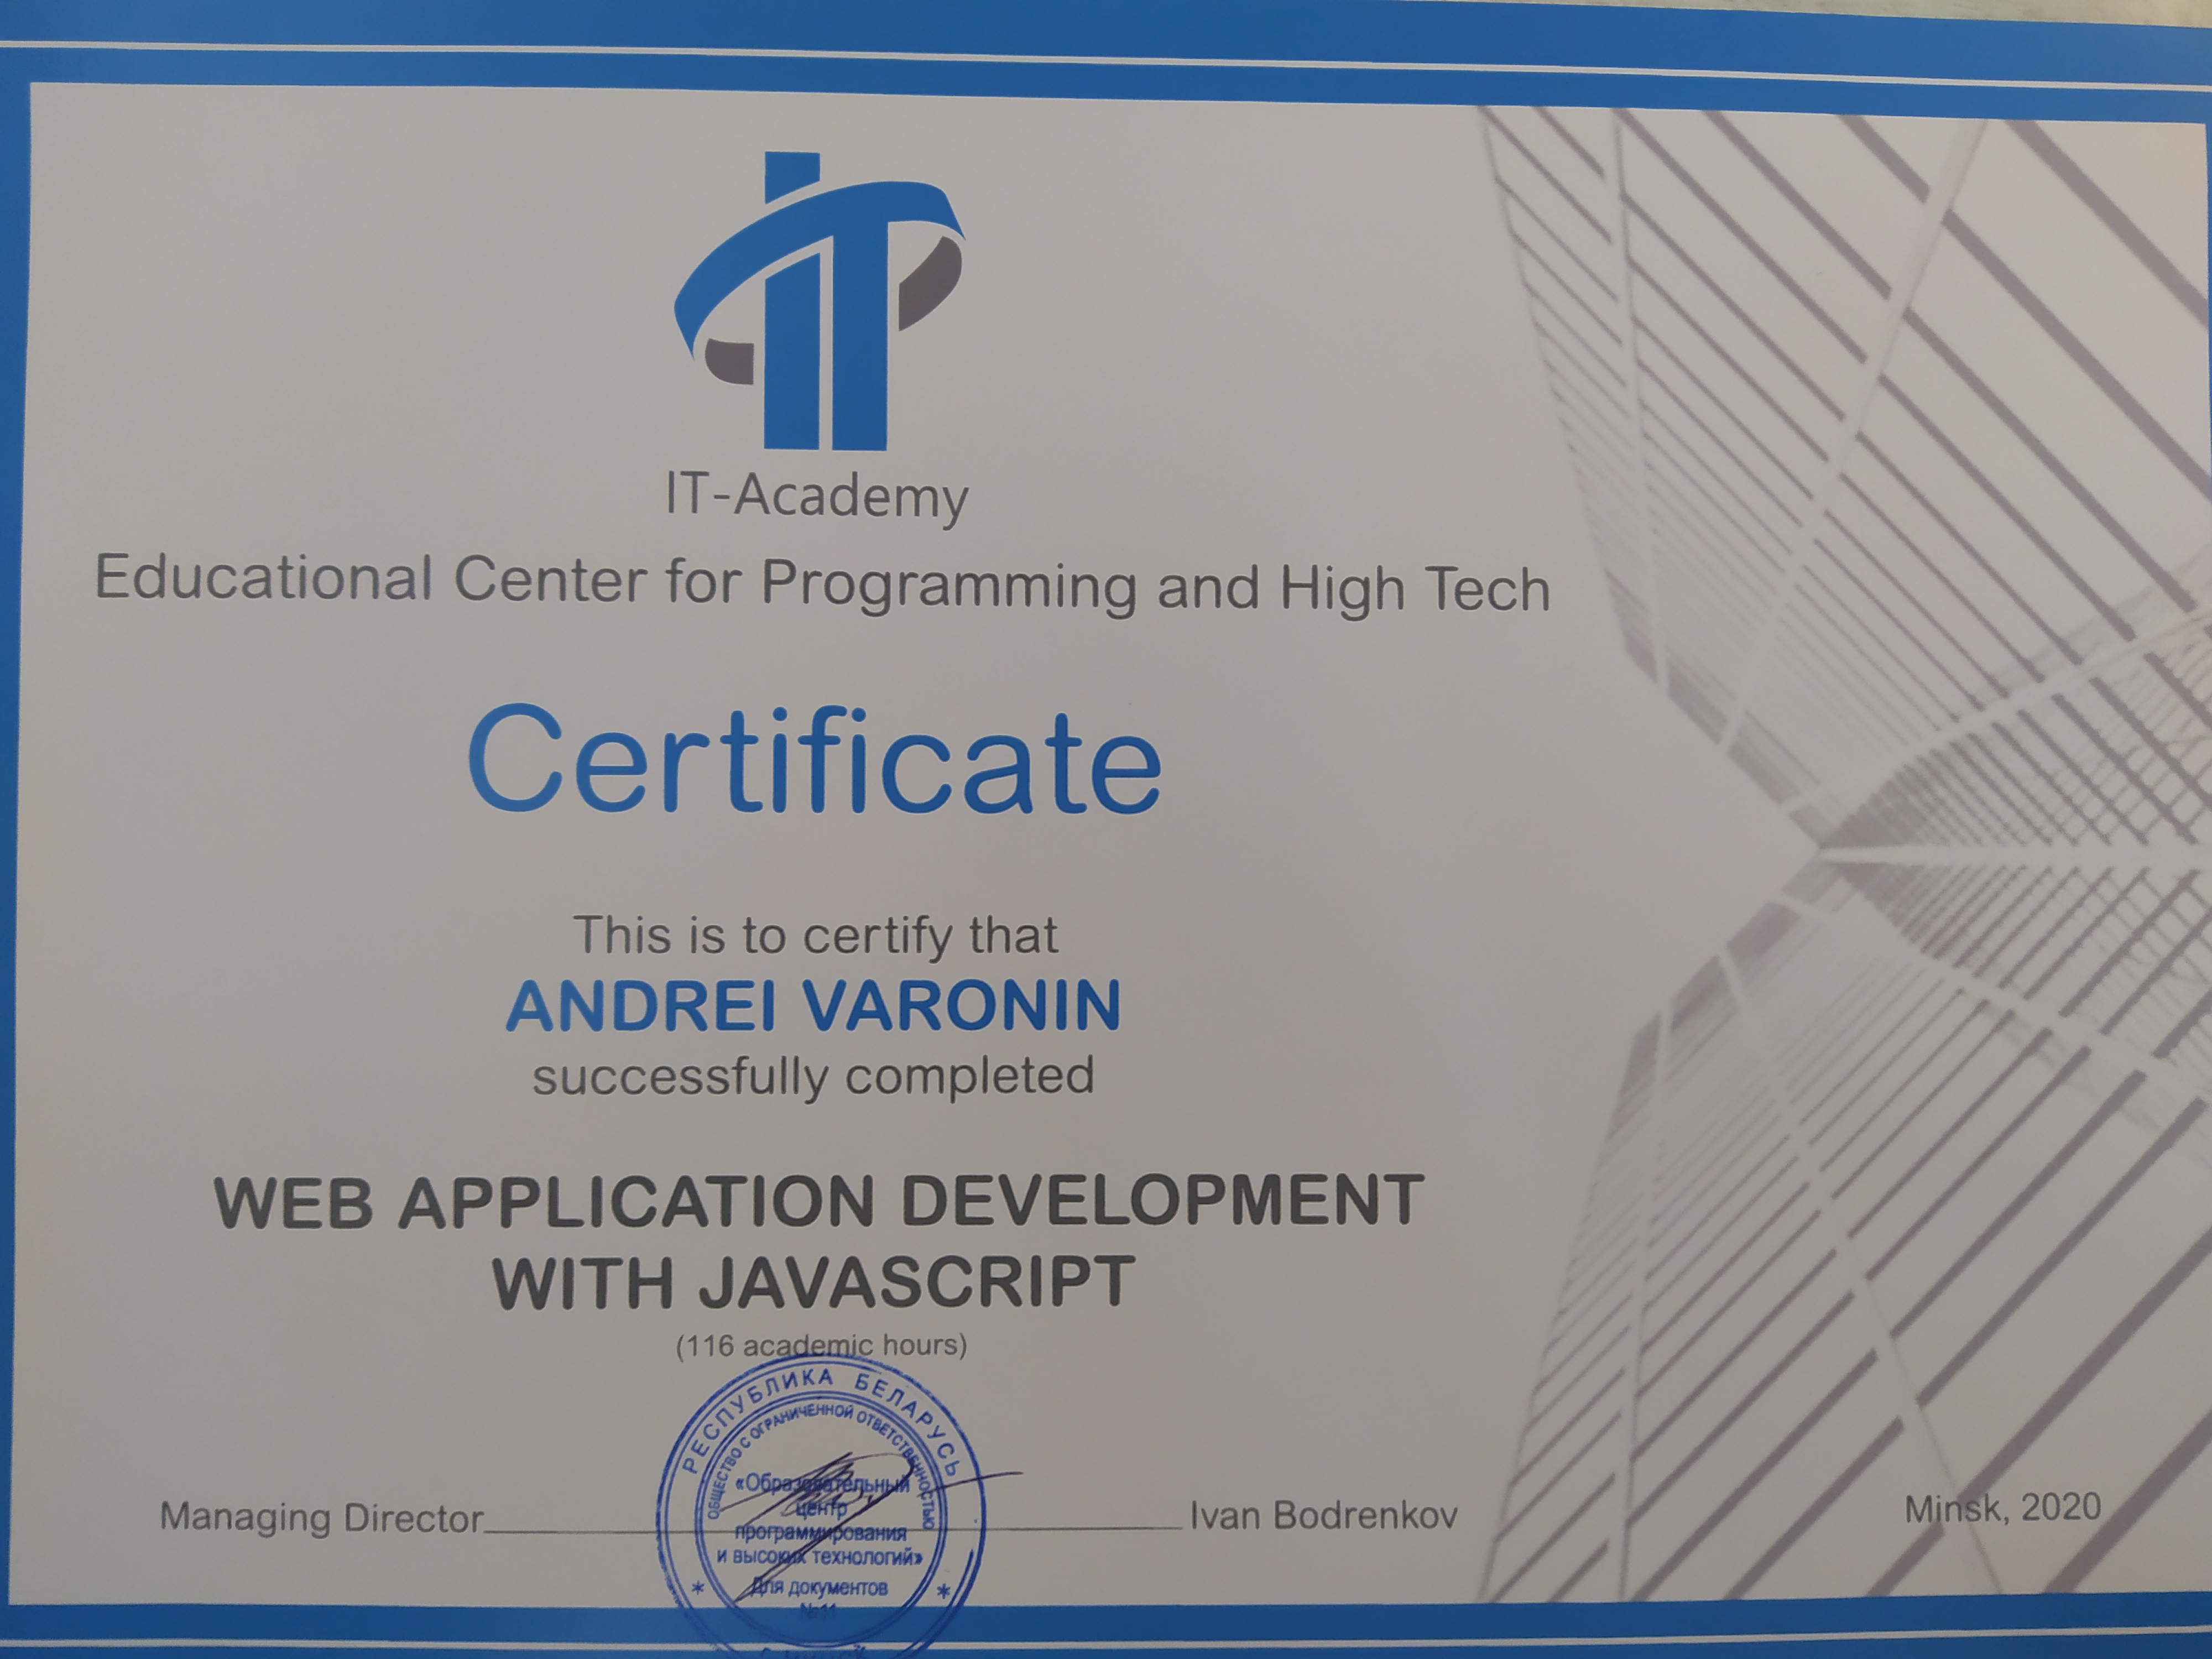 IT-Academy
Educational Center for Programming and High Tech
Certificate
This is to certify that
ANDREI VARONIN
successfully completed
WEB APPLICATION DEVELOPMENT
WITH JAVASCRIPT
(116 academic hours)
РЕСПУБЛИКА БЕЛАРУСЬ
ОБЩЕСТВО С ОГРАНИЧЕННОЙ ОТВЕТСТВЕННОСТЬЮ
«Образовательный
центр
программирования
и высоких технологий»
Для документов
№11
Managing Director
Ivan Bodrenkov
Minsk, 2020